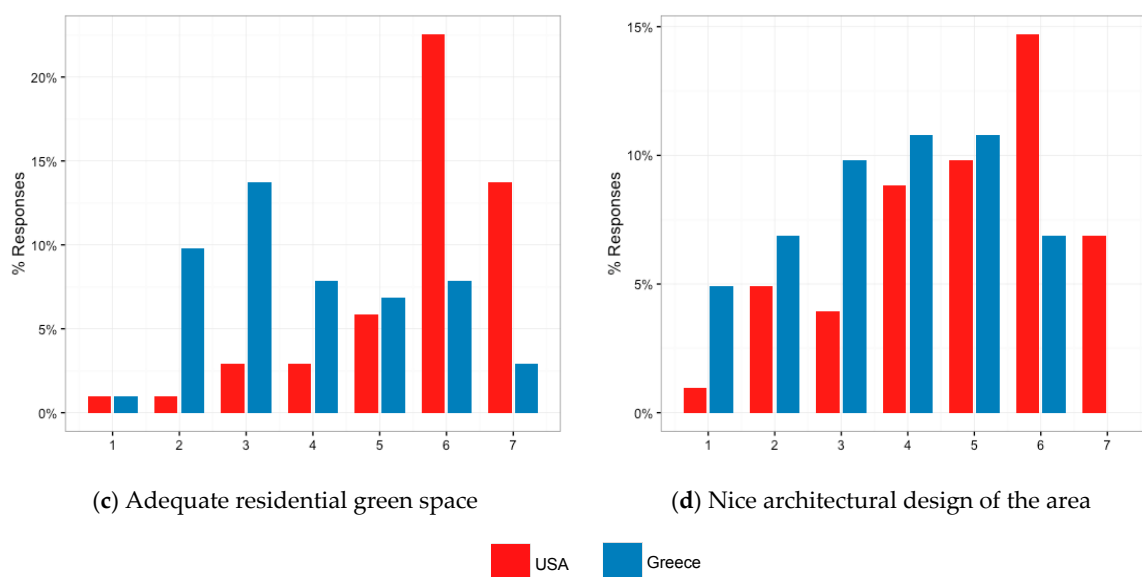 20%
15%
10%
5%
0%
% Responses
1 2 3 4 5 6 7
(c) Adequate residential green space
15%
10%
5%
0%
% Responses
1 2 3 4 5 6 7
(d) Nice architectural design of the area
USA Greece